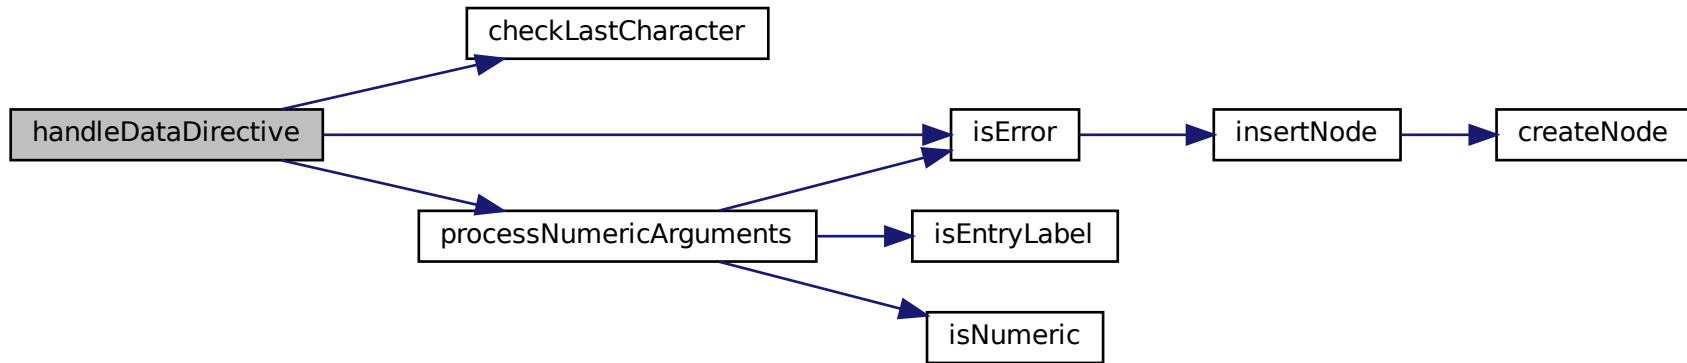 checkLastCharacter
handleDataDirective
isError
insertNode
createNode
processNumericArguments
isEntryLabel
isNumeric